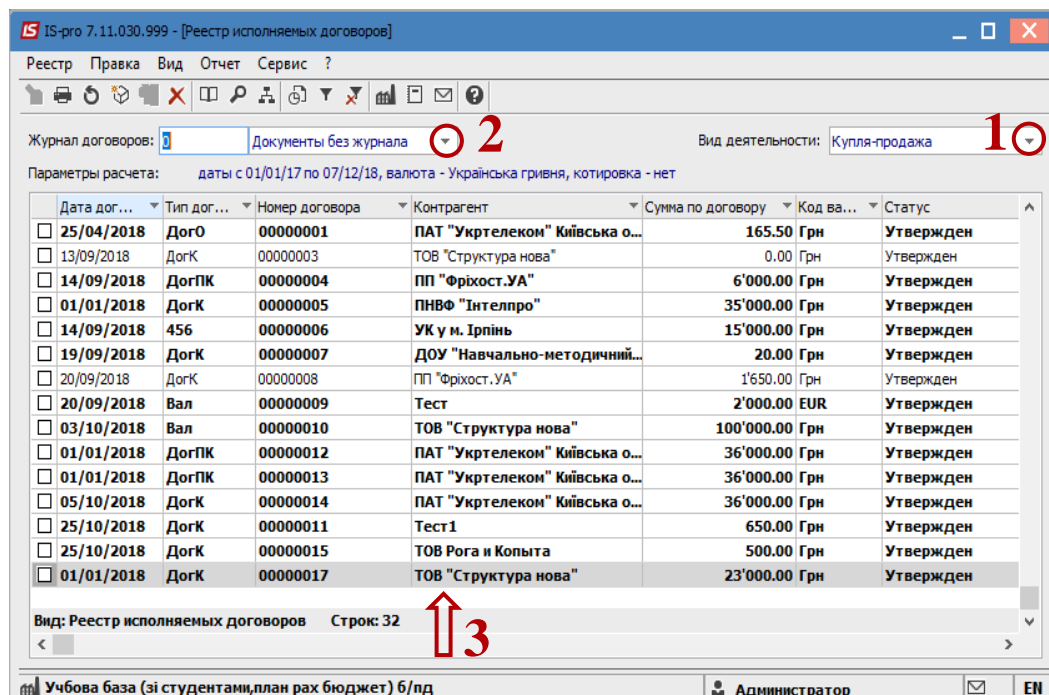 IS-pro 7.11.030.999 - [Реестр исполняемых договоров]
Реестр Правка Вид Отчет Сервис ?
Журнал договоров: 0 Документы без журнала 2 Вид деятельности: Купля-продажа 1
Параметры расчета: даты с 01/01/17 по 07/12/18, валюта - Українська гривня, котировка - нет
Дата дог... Тип дог... Номер договора Контрагент Сумма по договору Код ва... Статус
25/04/2018 ДогО 00000001 ПАТ "Укртелеком" Київська о... 165.50 Грн Утвержден
13/09/2018 ДогК 00000003 ТОВ "Структура нова" 0.00 Грн Утвержден
14/09/2018 ДогПК 00000004 ПП "Фріхост.УА" 6'000.00 Грн Утвержден
01/01/2018 ДогК 00000005 ПНВФ "Інтелпро" 35'000.00 Грн Утвержден
14/09/2018 456 00000006 УК у м. Ірпінь 15'000.00 Грн Утвержден
19/09/2018 ДогК 00000007 ДОУ "Навчально-методичний... 20.00 Грн Утвержден
20/09/2018 ДогК 00000008 ПП "Фріхост.УА" 1'650.00 Грн Утвержден
20/09/2018 Вал 00000009 Тест 2'000.00 EUR Утвержден
03/10/2018 Вал 00000010 ТОВ "Структура нова" 100'000.00 Грн Утвержден
01/01/2018 ДогПК 00000012 ПАТ "Укртелеком" Київська о... 36'000.00 Грн Утвержден
01/01/2018 ДогПК 00000013 ПАТ "Укртелеком" Київська о... 36'000.00 Грн Утвержден
05/10/2018 ДогК 00000014 ПАТ "Укртелеком" Київська о... 36'000.00 Грн Утвержден
25/10/2018 ДогК 00000011 Тест1 650.00 Грн Утвержден
25/10/2018 ДогК 00000015 ТОВ Рога и Копыта 500.00 Грн Утвержден
01/01/2018 ДогК 00000017 ТОВ "Структура нова" 23'000.00 Грн Утвержден
Вид: Реестр исполняемых договоров Строк: 32
3
Учбова база (зі студентами,план рах бюджет) б/пд Администратор EN